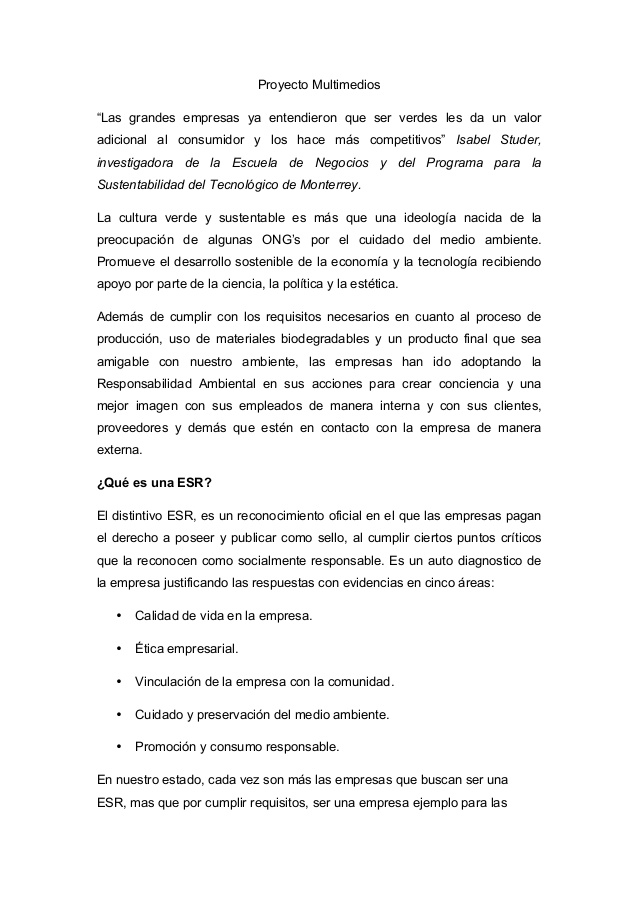 Proyecto Multimedios
“Las grandes empresas ya entendieron que ser verdes les da un valor
adicional al consumidor y los hace más competitivos” Isabel Studer,
investigadora de la Escuela de Negocios y del Programa para la
Sustentabilidad del Tecnológico de Monterrey.
La cultura verde y sustentable es más que una ideología nacida de la
preocupación de algunas ONG’s por el cuidado del medio ambiente.
Promueve el desarrollo sostenible de la economía y la tecnología recibiendo
apoyo por parte de la ciencia, la política y la estética.
Además de cumplir con los requisitos necesarios en cuanto al proceso de
producción, uso de materiales biodegradables y un producto final que sea
amigable con nuestro ambiente, las empresas han ido adoptando la
Responsabilidad Ambiental en sus acciones para crear conciencia y una
mejor imagen con sus empleados de manera interna y con sus clientes,
proveedores y demás que estén en contacto con la empresa de manera
externa.
¿Qué es una ESR?
El distintivo ESR, es un reconocimiento oficial en el que las empresas pagan
el derecho a poseer y publicar como sello, al cumplir ciertos puntos críticos
que la reconocen como socialmente responsable. Es un auto diagnostico de
la empresa justificando las respuestas con evidencias en cinco áreas:
• Calidad de vida en la empresa.
• Ética empresarial.
• Vinculación de la empresa con la comunidad.
• Cuidado y preservación del medio ambiente.
• Promoción y consumo responsable.
En nuestro estado, cada vez son más las empresas que buscan ser una
ESR, mas que por cumplir requisitos, ser una empresa ejemplo para las